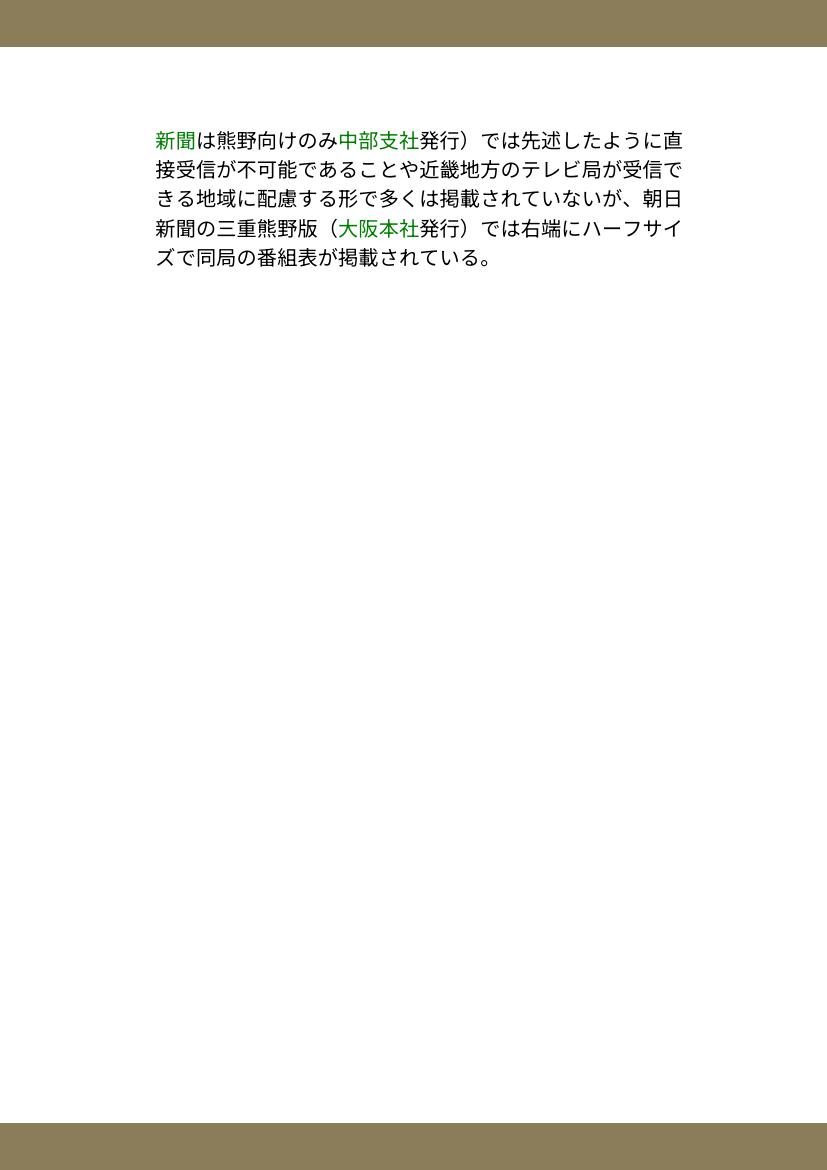 新聞は熊野向けのみ中部支社発行）では先述したように直
接受信が不可能であることや近畿地方のテレビ局が受信で
きる地域に配慮する形で多くは掲載されていないが、朝日
新聞の三重熊野版（大阪本社発行）では右端にハーフサイ
ズで同局の番組表が掲載されている。